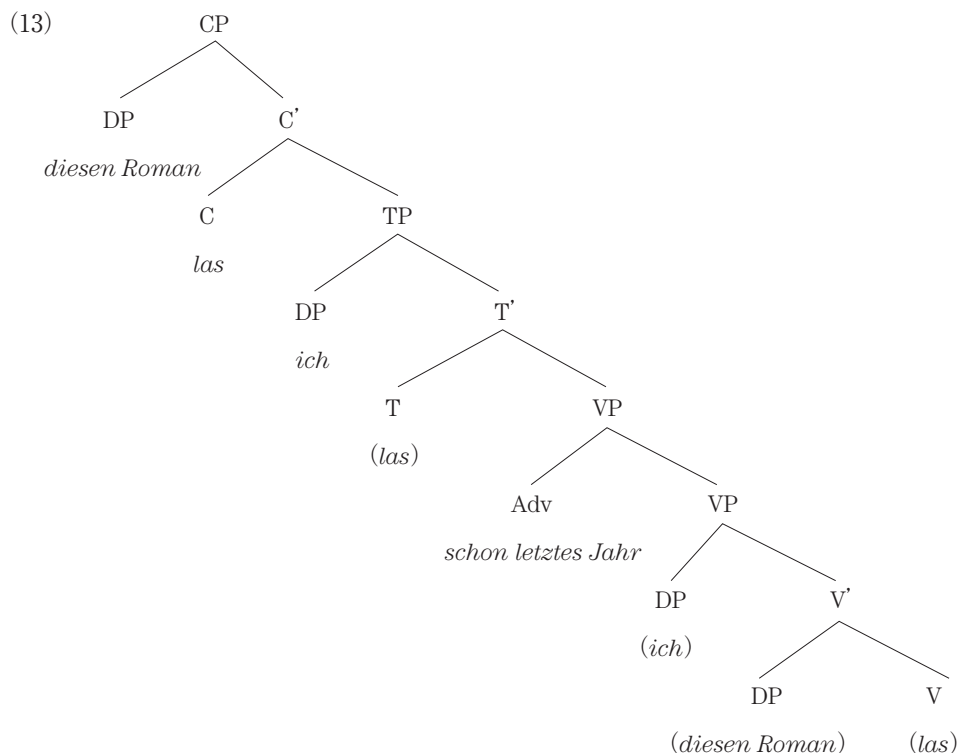 (13) CP
DP C’
diesen Roman
C TP
las
DP T’
ich
T VP
(las)
Adv VP
schon letztes Jahr
DP V’
(ich)
DP V
(diesen Roman) (las)